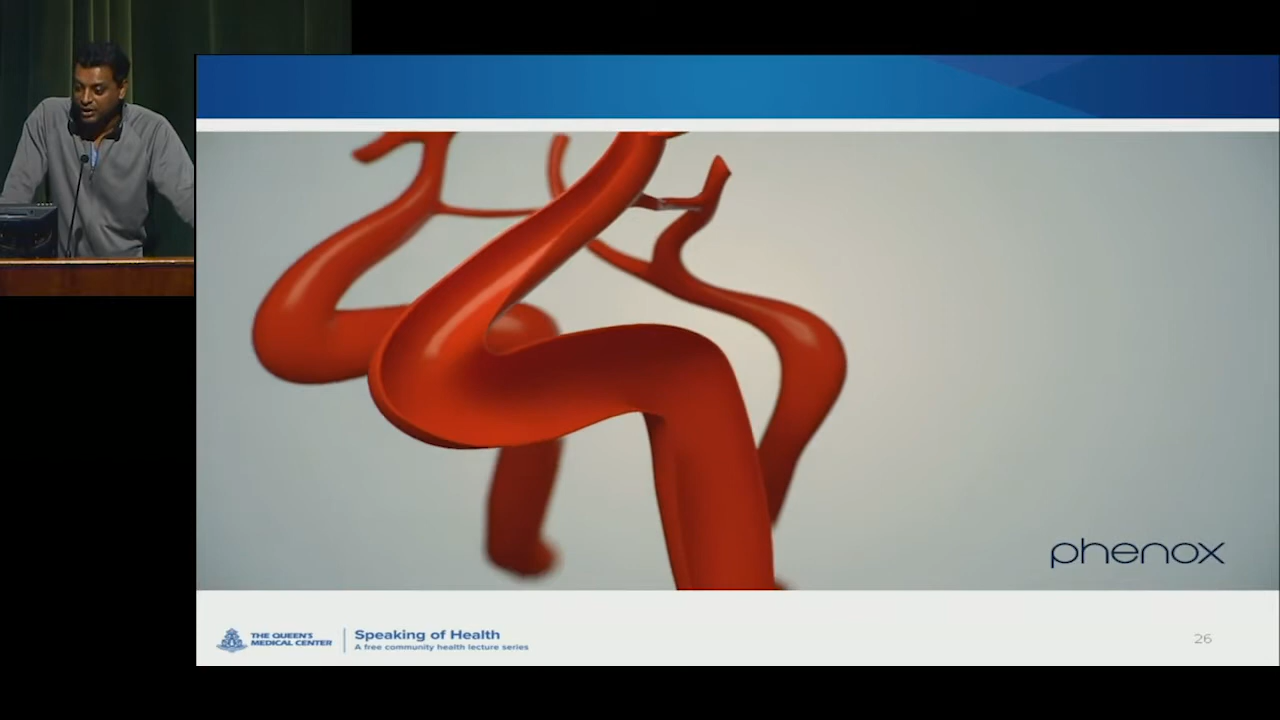 phenox
THE QUEEN'S
MEDICAL CENTER
Speaking of Health
A free community health lecture series
26